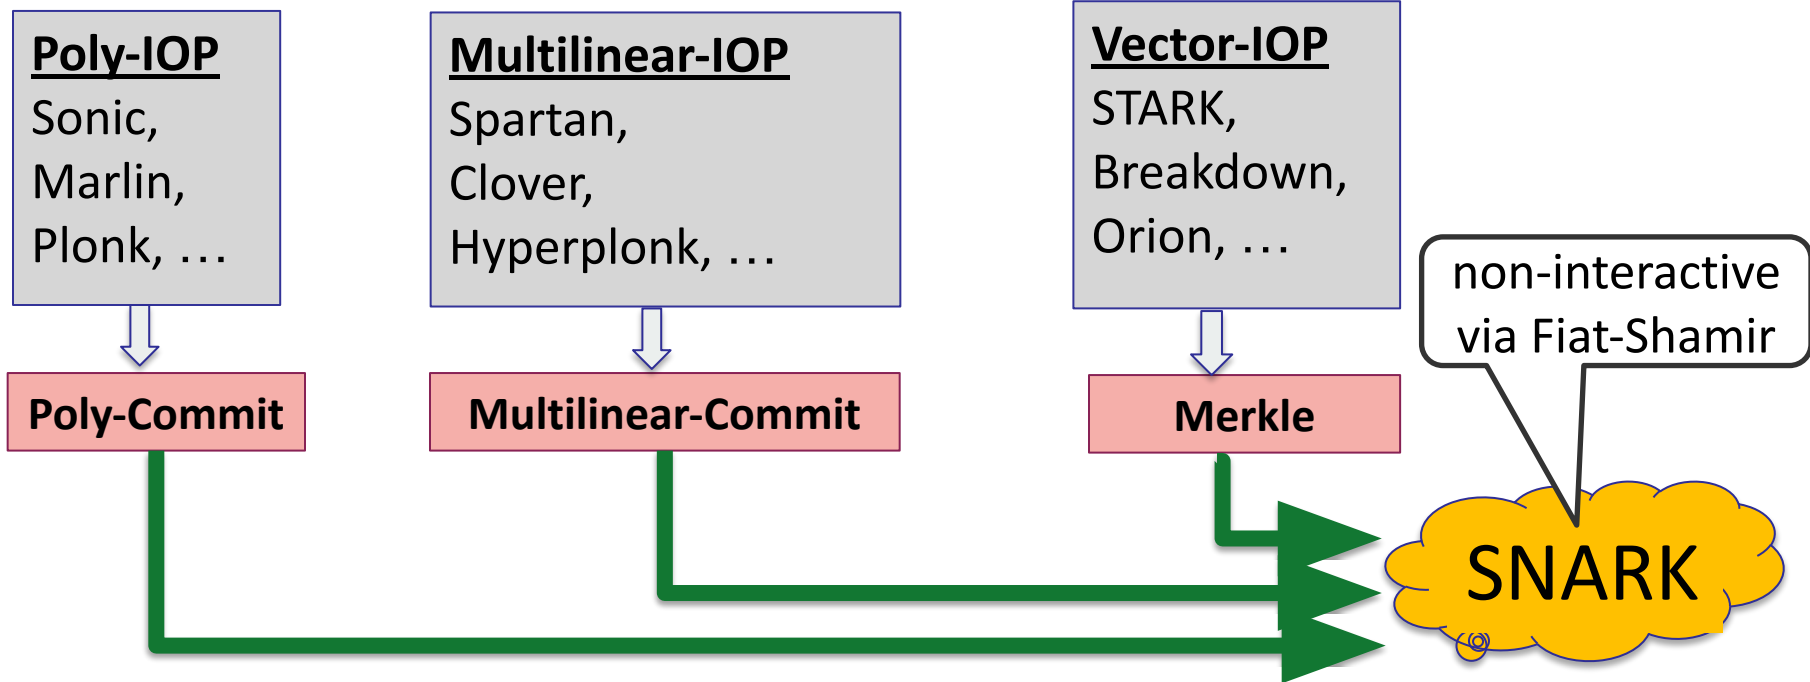 Poly-IOP
Sonic,
Marlin,
Plonk, …
Multilinear-IOP
Spartan,
Clover,
Hyperplonk, …
Vector-IOP
STARK,
Breakdown,
Orion, …
non-interactive
via Fiat-Shamir
Poly-Commit
Multilinear-Commit
Merkle
SNARK